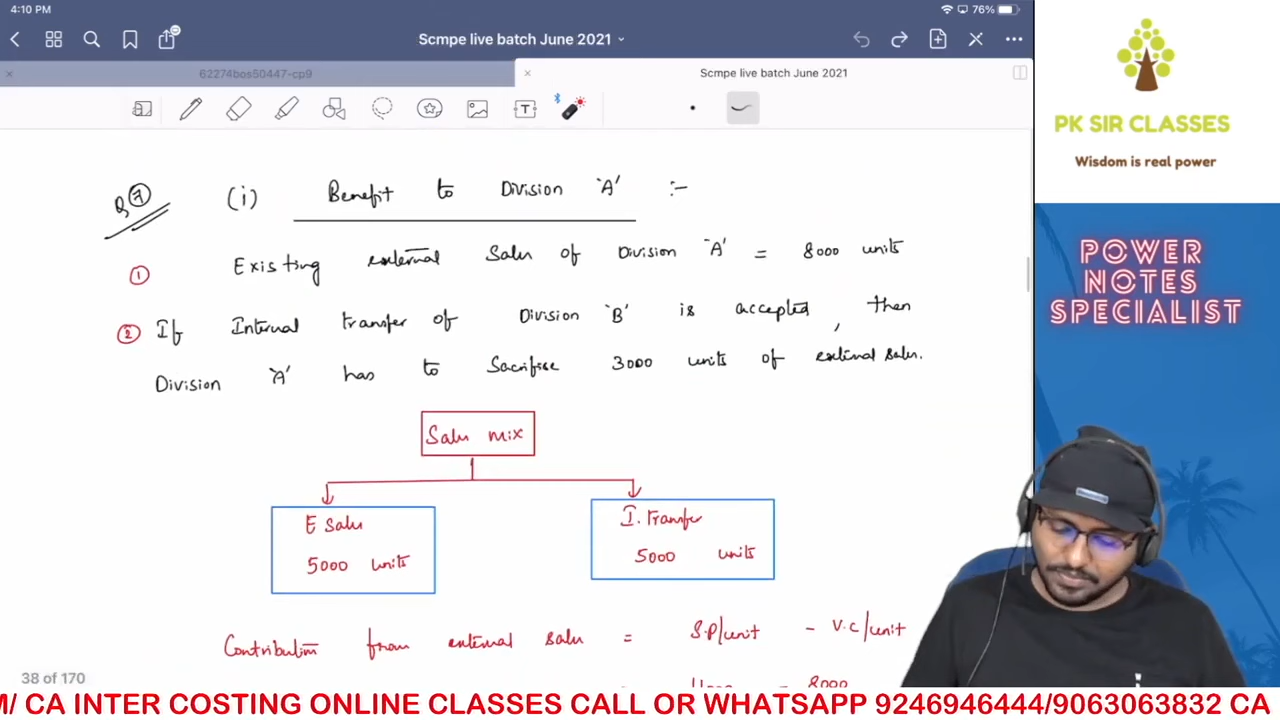 4:10 PM
76%
Scmpe live batch June 2021
62274bos50447-cp9
Scmpe live batch June 2021
PK SIR CLASSES
Wisdom is real power
POWER
NOTES
SPECIALIST
Q 7 (i) Benefit to Division 'A' :-
① Existing external Sales of Division 'A' = 8000 units
② If Internal transfer of Division 'B' is accepted, then
Division 'A' has to Sacrifise 3000 units of external sales.
Sales mix
E Sales
5000 units
I. Transfer
5000 units
Contribution from external sales = S.P/unit - V.C/unit
8000
38 of 170
M/ CA INTER COSTING ONLINE CLASSES CALL OR WHATSAPP 9246946444/9063063832 CA